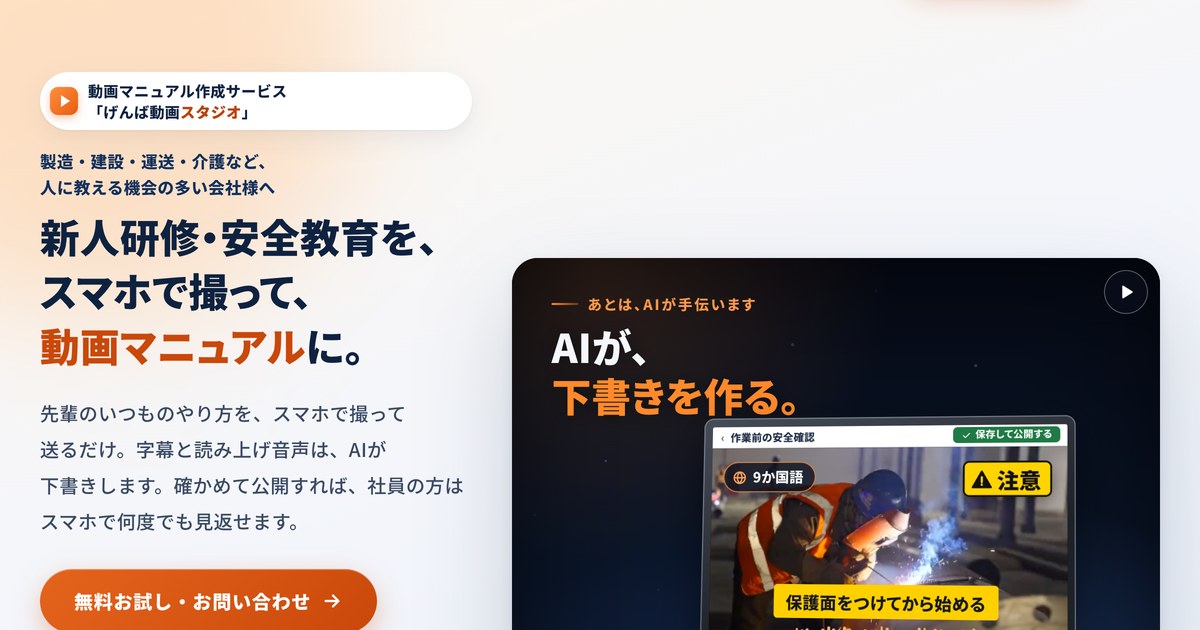 動画マニュアル作成サービス
「げんば動画スタジオ」
製造・建設・運送・介護など、
人に教える機会の多い会社様へ
新人研修・安全教育を、
スマホで撮って、
動画マニュアルに。
先輩のいつものやり方を、スマホで撮って
送るだけ。字幕と読み上げ音声は、AIが
下書きします。確かめて公開すれば、社員の方は
スマホで何度でも見返せます。
無料お試し・お問い合わせ →
あとは、AIが手伝います
AIが、
下書きを作る。
‹ 作業前の安全確認
✓ 保存して公開する
9か国語
注意
保護面をつけてから始める